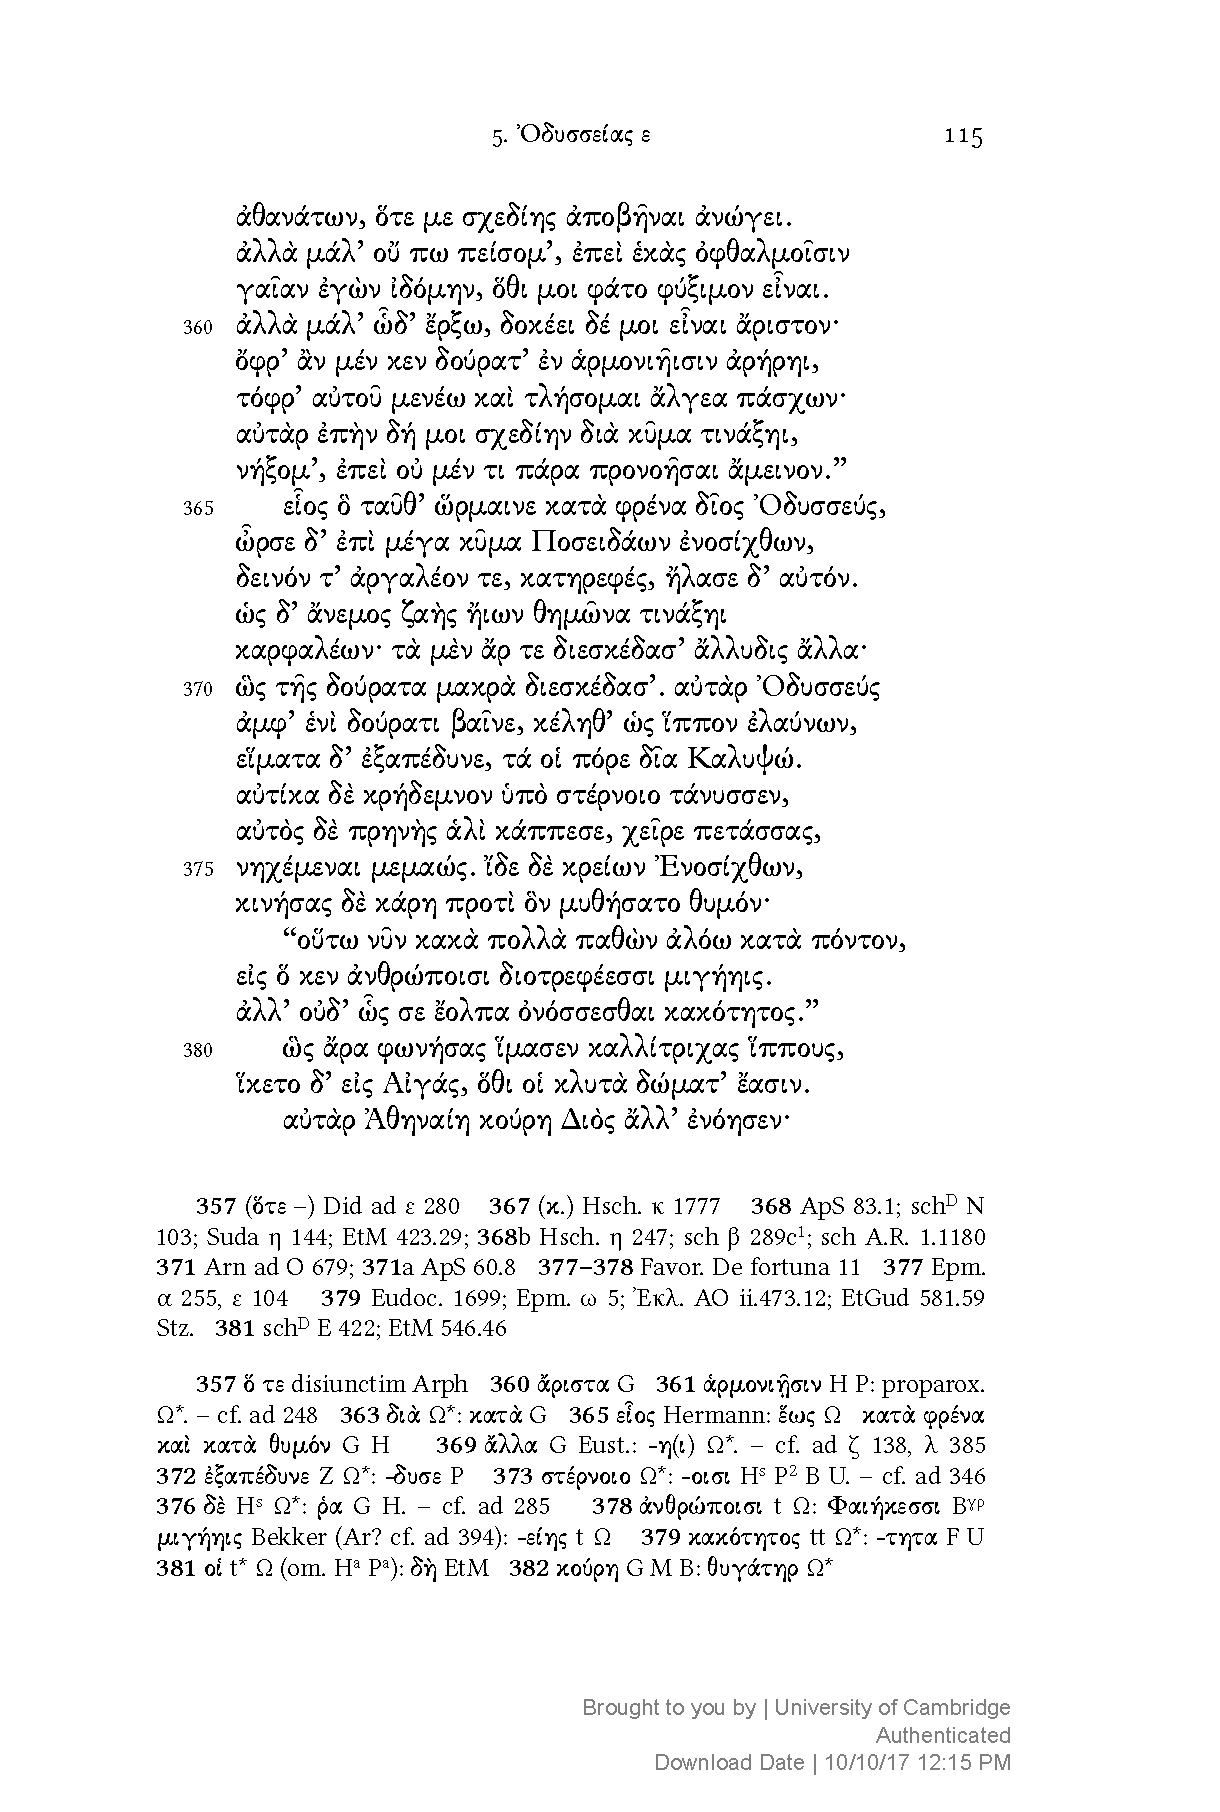 5. Ὀδυσσείας ε 115
ἀθανάτων, ὅτε με σχεδίης ἀποβῆναι ἀνώγει.
ἀλλὰ μάλ’ οὔ πω πείσομ’, ἐπεὶ ἑκὰς ὀφθαλμοῖσιν
γαῖαν ἐγὼν ἰδόμην, ὅθι μοι φάτο φύξιμον εἶναι.
360 ἀλλὰ μάλ’ ὧδ’ ἔρξω, δοκέει δέ μοι εἶναι ἄριστον·
ὄφρ’ ἂν μέν κεν δούρατ’ ἐν ἁρμονιῆισιν ἀρήρηι,
τόφρ’ αὐτοῦ μενέω καὶ τλήσομαι ἄλγεα πάσχων·
αὐτὰρ ἐπὴν δή μοι σχεδίην διὰ κῦμα τινάξηι,
νήξομ’, ἐπεὶ οὐ μέν τι πάρα προνοῆσαι ἄμεινον.”
365 εἷος ὃ ταῦθ’ ὥρμαινε κατὰ φρένα δῖος Ὀδυσσεύς,
ὦρσε δ’ ἐπὶ μέγα κῦμα Ποσειδάων ἐνοσίχθων,
δεινόν τ’ ἀργαλέον τε, κατηρεφές, ἤλασε δ’ αὐτόν.
ὡς δ’ ἄνεμος ζαὴς ἤιων θημῶνα τινάξηι
καρφαλέων· τὰ μὲν ἄρ τε διεσκέδασ’ ἄλλυδις ἄλλα·
370 ὣς τῆς δούρατα μακρὰ διεσκέδασ’. αὐτὰρ Ὀδυσσεύς
ἀμφ’ ἑνὶ δούρατι βαῖνε, κέληθ’ ὡς ἵππον ἐλαύνων,
εἵματα δ’ ἐξαπέδυνε, τά οἱ πόρε δῖα Καλυψώ.
αὐτίκα δὲ κρήδεμνον ὑπὸ στέρνοιο τάνυσσεν,
αὐτὸς δὲ πρηνὴς ἁλὶ κάππεσε, χεῖρε πετάσσας,
375 νηχέμεναι μεμαώς. ἴδε δὲ κρείων Ἐνοσίχθων,
κινήσας δὲ κάρη προτὶ ὃν μυθήσατο θυμόν·
“οὕτω νῦν κακὰ πολλὰ παθὼν ἀλόω κατὰ πόντον,
εἰς ὅ κεν ἀνθρώποισι διοτρεφέεσσι μιγήηις.
ἀλλ’ οὐδ’ ὧς σε ἔολπα ὀνόσσεσθαι κακότητος.”
380 ὣς ἄρα φωνήσας ἵμασεν καλλίτριχας ἵππους,
ἵκετο δ’ εἰς Αἰγάς, ὅθι οἱ κλυτὰ δώματ’ ἔασιν.
αὐτὰρ Ἀθηναίη κούρη Διὸς ἄλλ’ ἐνόησεν·
357 (ὅτε –) Did ad ε 280 367 (κ.) Hsch. κ 1777 368 ApS 83.1; schD N
103; Suda η 144; EtM 423.29; 368b Hsch. η 247; sch β 289c1; sch A.R. 1.1180
371 Arn ad O 679; 371a ApS 60.8 377–378 Favor. De fortuna 11 377 Epm.
α 255, ε 104 379 Eudoc. 1699; Epm. ω 5; Ἐκλ. AO ii.473.12; EtGud 581.59
Stz. 381 schD E 422; EtM 546.46
357 ὅ τε disiunctim Arph 360 ἄριστα G 361 ἁρμονιῇσιν H P: proparox.
Ω*. – cf. ad 248 363 διὰ Ω*: κατὰ G 365 εἷος Hermann: ἕως Ω κατὰ φρένα
καὶ κατὰ θυμόν G H 369 ἄλλα G Eust.: -η(ι) Ω*. – cf. ad ζ 138, λ 385
372 ἐξαπέδυνε Z Ω*: -δυσε P 373 στέρνοιο Ω*: -οισι Hs P2 B U. – cf. ad 346
376 δὲ Hs Ω*: ῥα G H. – cf. ad 285 378 ἀνθρώποισι t Ω: Φαιήκεσσι Bγρ
μιγήηις Bekker (Ar? cf. ad 394): -είης t Ω 379 κακότητος tt Ω*: -τητα F U
381 οἱ t* Ω (om. Ha Pa): δὴ EtM 382 κούρη G M B: θυγάτηρ Ω*
Brought to you by | University of Cambridge
Authenticated
Download Date | 10/10/17 12:15 PM